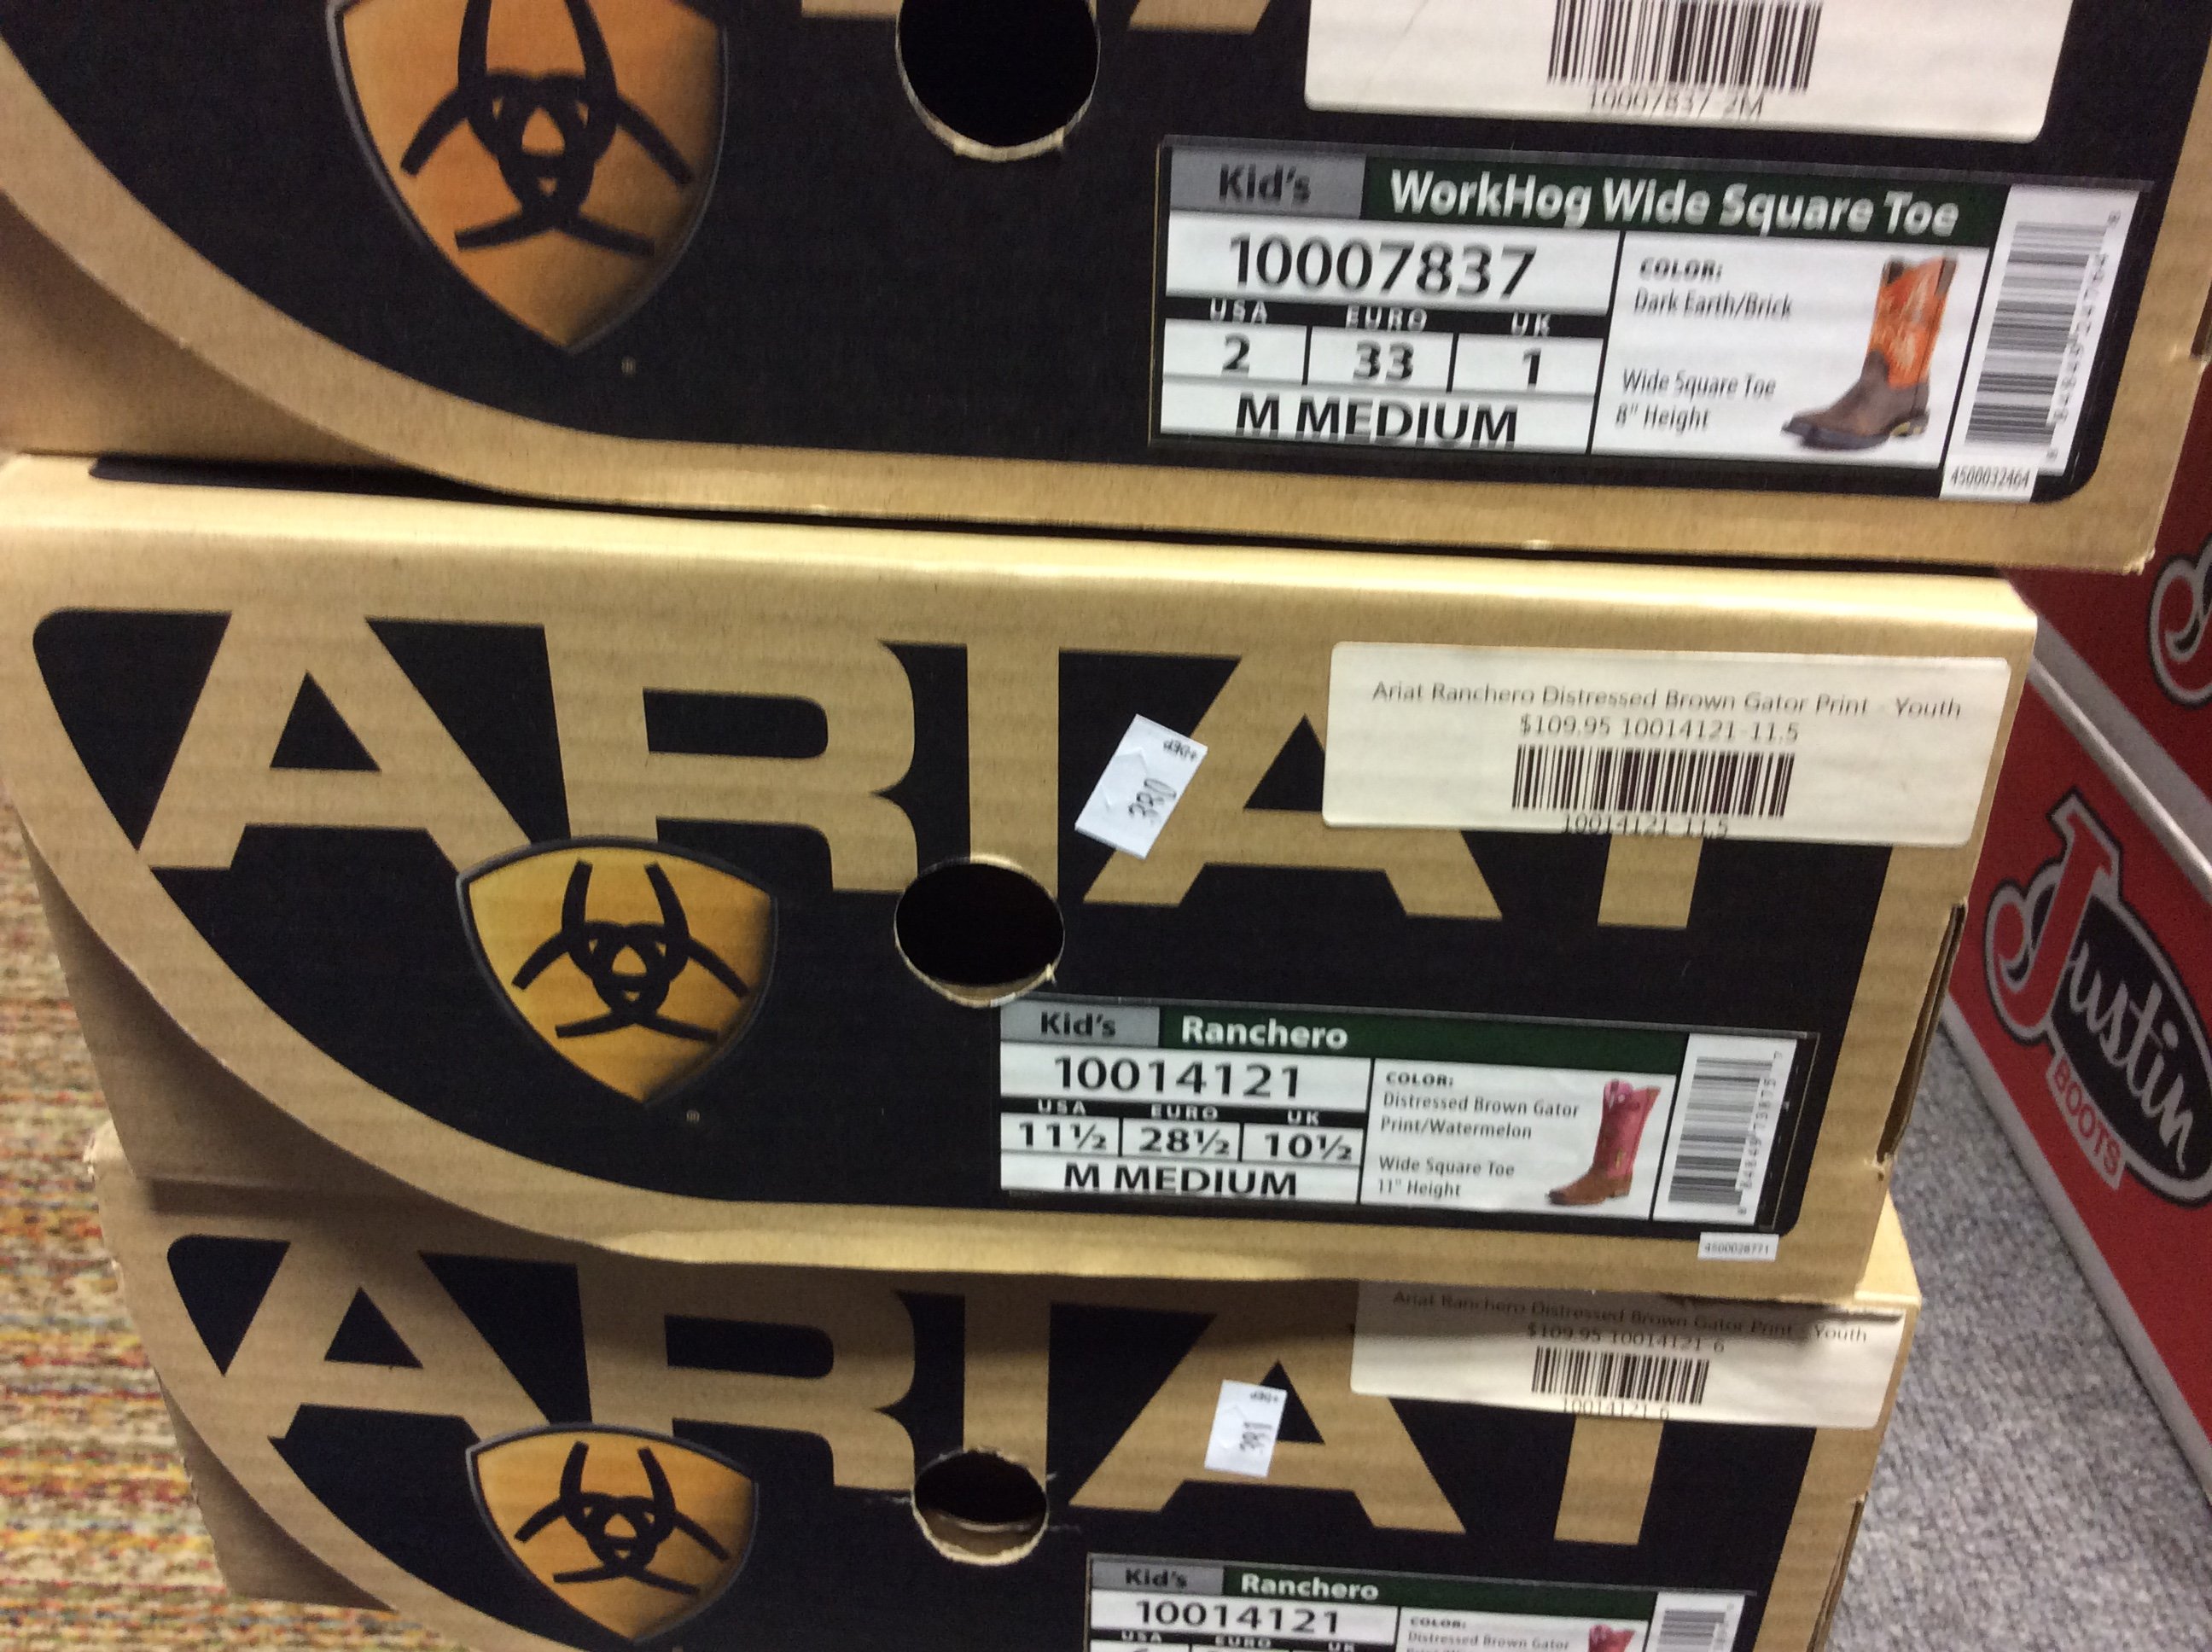 10007837-2M
Kid's WorkHog Wide Square Toe
10007837
USA EURO UK
2 33 1
M MEDIUM
COLOR:
Dark Earth/Brick
Wide Square Toe
8" Height
4500032464
ARIAT
Ariat Ranchero Distressed Brown Gator Print - Youth
$109.95 10014121-11.5
10014121-11.5
Kid's Ranchero
10014121
USA EURO UK
11½ 28½ 10½
M MEDIUM
COLOR:
Distressed Brown Gator
Print/Watermelon
Wide Square Toe
11" Height
4500028771
Justin
BOOTS
ARIAT
Ariat Ranchero Distressed Brown Gator Print - Youth
$109.95 10014121-6
10014121-6
Kid's Ranchero
10014121
USA EURO UK
COLOR:
Distressed Brown Gator